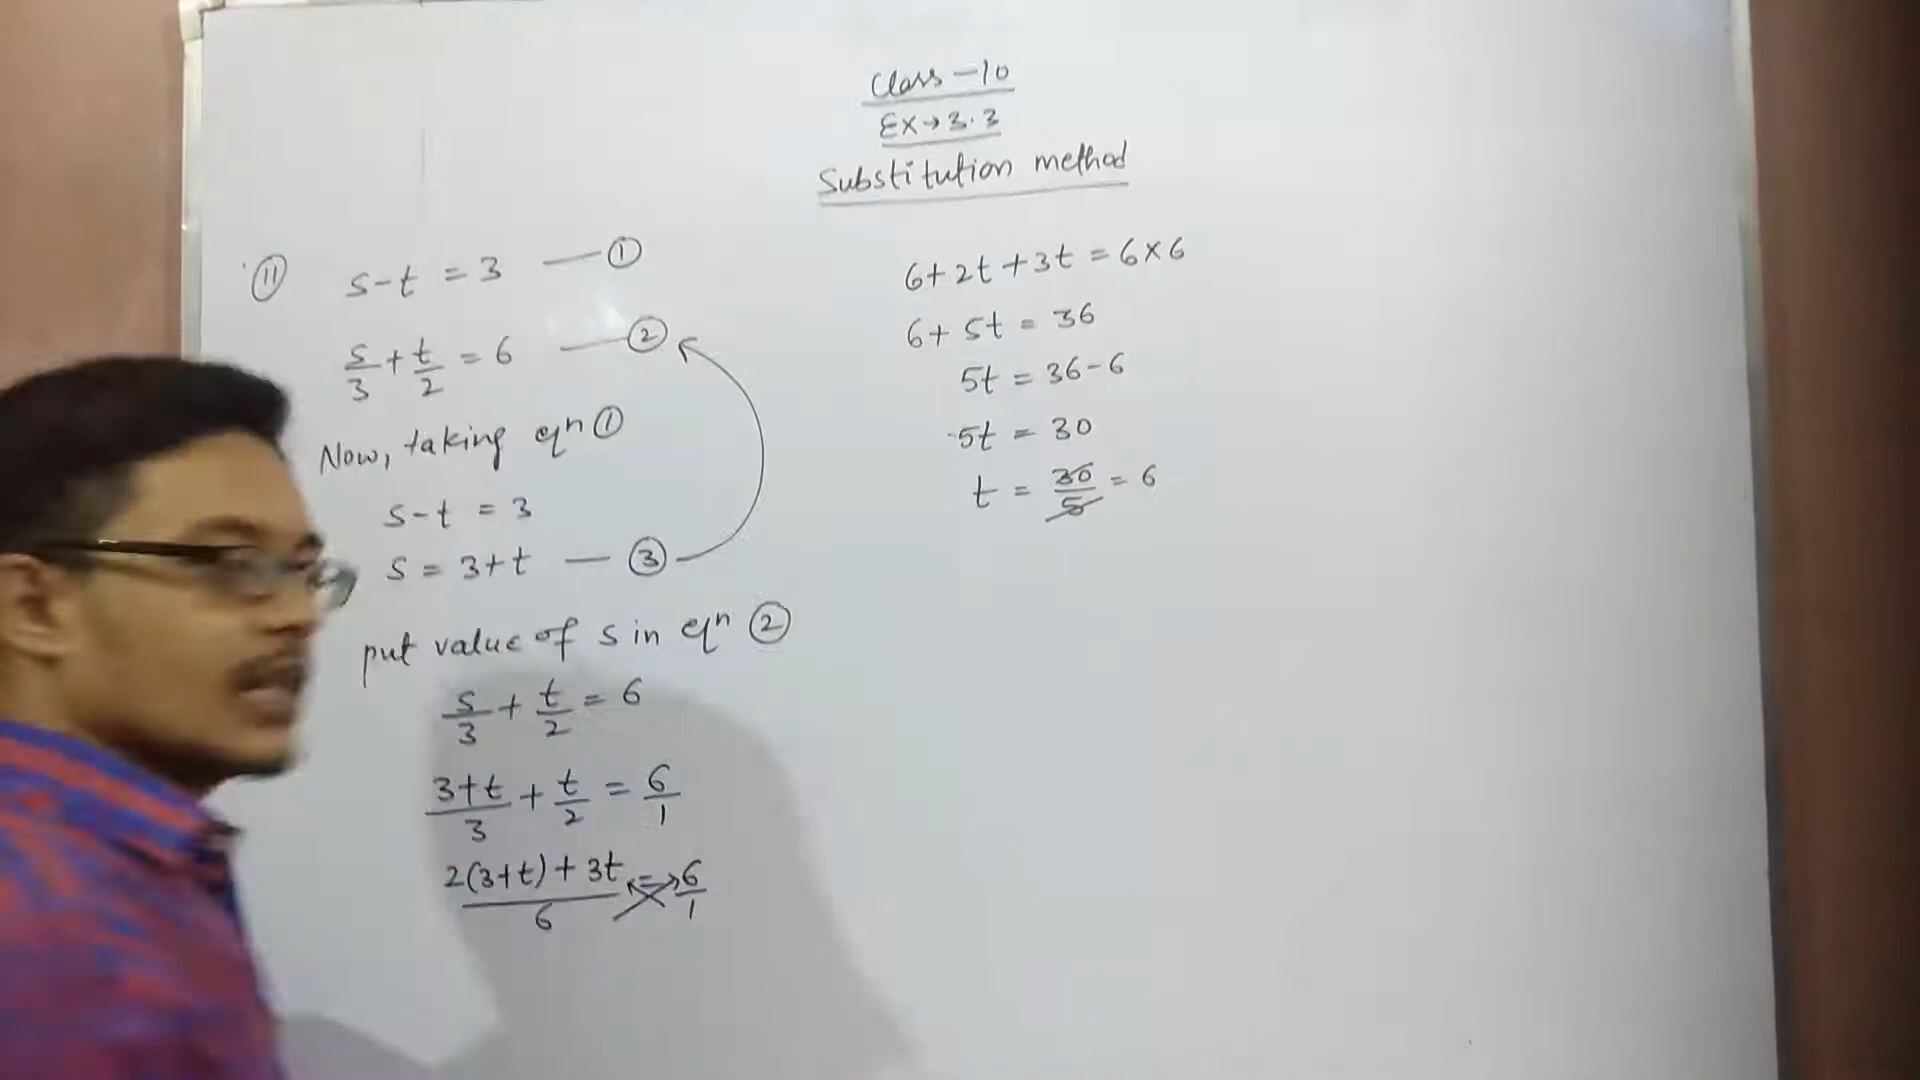 Class - 10
EX → 3.3
Substitution method
(11) s - t = 3 — (1)
s/3 + t/2 = 6 — (2)
Now, taking eqⁿ (1)
s - t = 3
s = 3 + t — (3)
put value of s in eqⁿ (2)
s/3 + t/2 = 6
(3+t)/3 + t/2 = 6/1
(2(3+t) + 3t)/6 = 6/1
6 + 2t + 3t = 6 × 6
6 + 5t = 36
5t = 36 - 6
5t = 30
t = 30/5 = 6